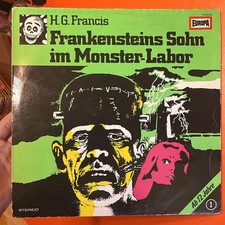 H. G. Francis
EUROPA
Frankensteins Sohn
im Monster-Labor
Ab 12 Jahre
STEREO
1